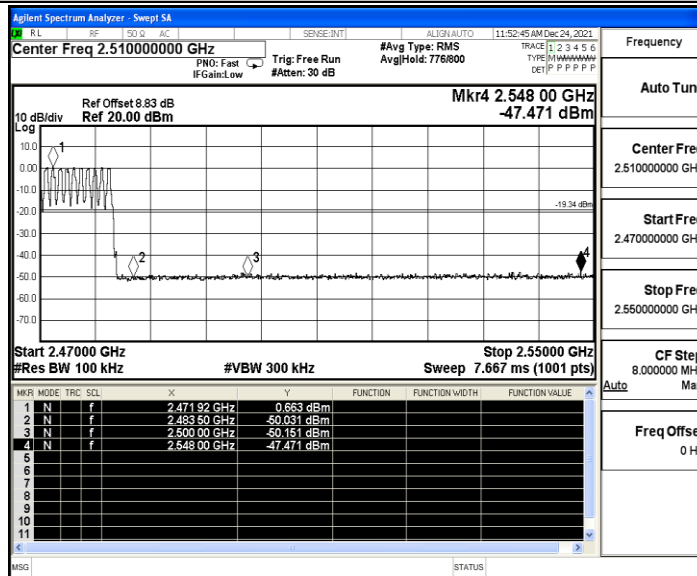 Agilent Spectrum Analyzer - Swept SA
RL RF 50 Ω AC SENSE:INT ALIGN AUTO 11:52:45 AM Dec 24, 2021
Center Freq 2.510000000 GHz
PNO: Fast
IFGain:Low
Trig: Free Run
#Atten: 30 dB
#Avg Type: RMS
Avg|Hold: 776/800
TRACE 1 2 3 4 5 6
TYPE M WWWWW
DET P P P P P P
Ref Offset 8.83 dB
10 dB/div Ref 20.00 dBm
Log
Mkr4 2.548 00 GHz
-47.471 dBm
10.0
0.00
-10.0
-20.0
-30.0
-40.0
-50.0
-60.0
-70.0
1
2
3
4
-19.34 dBm
Start 2.47000 GHz
Stop 2.55000 GHz
#Res BW 100 kHz #VBW 300 kHz Sweep 7.667 ms (1001 pts)
MKR MODE TRC SCL X Y FUNCTION FUNCTION WIDTH FUNCTION VALUE
1 N f 2.471 92 GHz 0.663 dBm
2 N f 2.483 50 GHz -50.031 dBm
3 N f 2.500 00 GHz -50.151 dBm
4 N f 2.548 00 GHz -47.471 dBm
5
6
7
8
9
10
11
MSG STATUS
Frequency
Auto Tun
Center Fre
2.510000000 GH
Start Fre
2.470000000 GH
Stop Fre
2.550000000 GH
CF Step
8.000000 MH
Auto Ma
Freq Offse
0 H